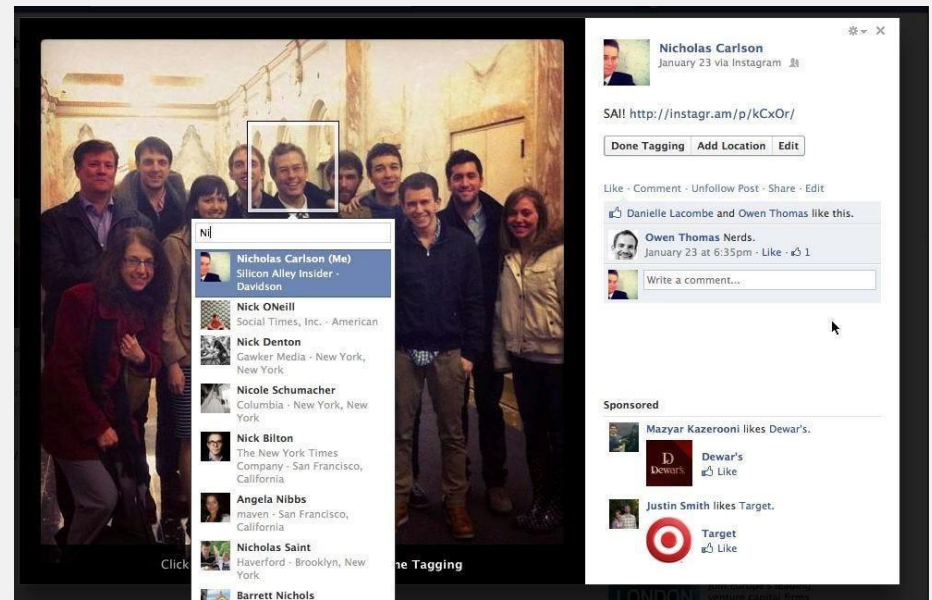 Ni
Nicholas Carlson (Me)
Silicon Alley Insider ·
Davidson
Nick ONeill
Social Times, Inc. · American
Nick Denton
Gawker Media · New York,
New York
Nicole Schumacher
Columbia · New York, New
York
Nick Bilton
The New York Times
Company · San Francisco,
California
Angela Nibbs
maven · San Francisco,
California
Nicholas Saint
Haverford · Brooklyn, New
York
Barrett Nichols
Click
ne Tagging
Nicholas Carlson
January 23 via Instagram
SAI! http://instagr.am/p/kCxOr/
Done Tagging Add Location Edit
Like · Comment · Unfollow Post · Share · Edit
Danielle Lacombe and Owen Thomas like this.
Owen Thomas Nerds.
January 23 at 6:35pm · Like · 1
Write a comment...
Sponsored
Mazyar Kazerooni likes Dewar's.
D
Dewar's
Dewar's
Like
Justin Smith likes Target.
Target
Like
LONDON
venture capital firms